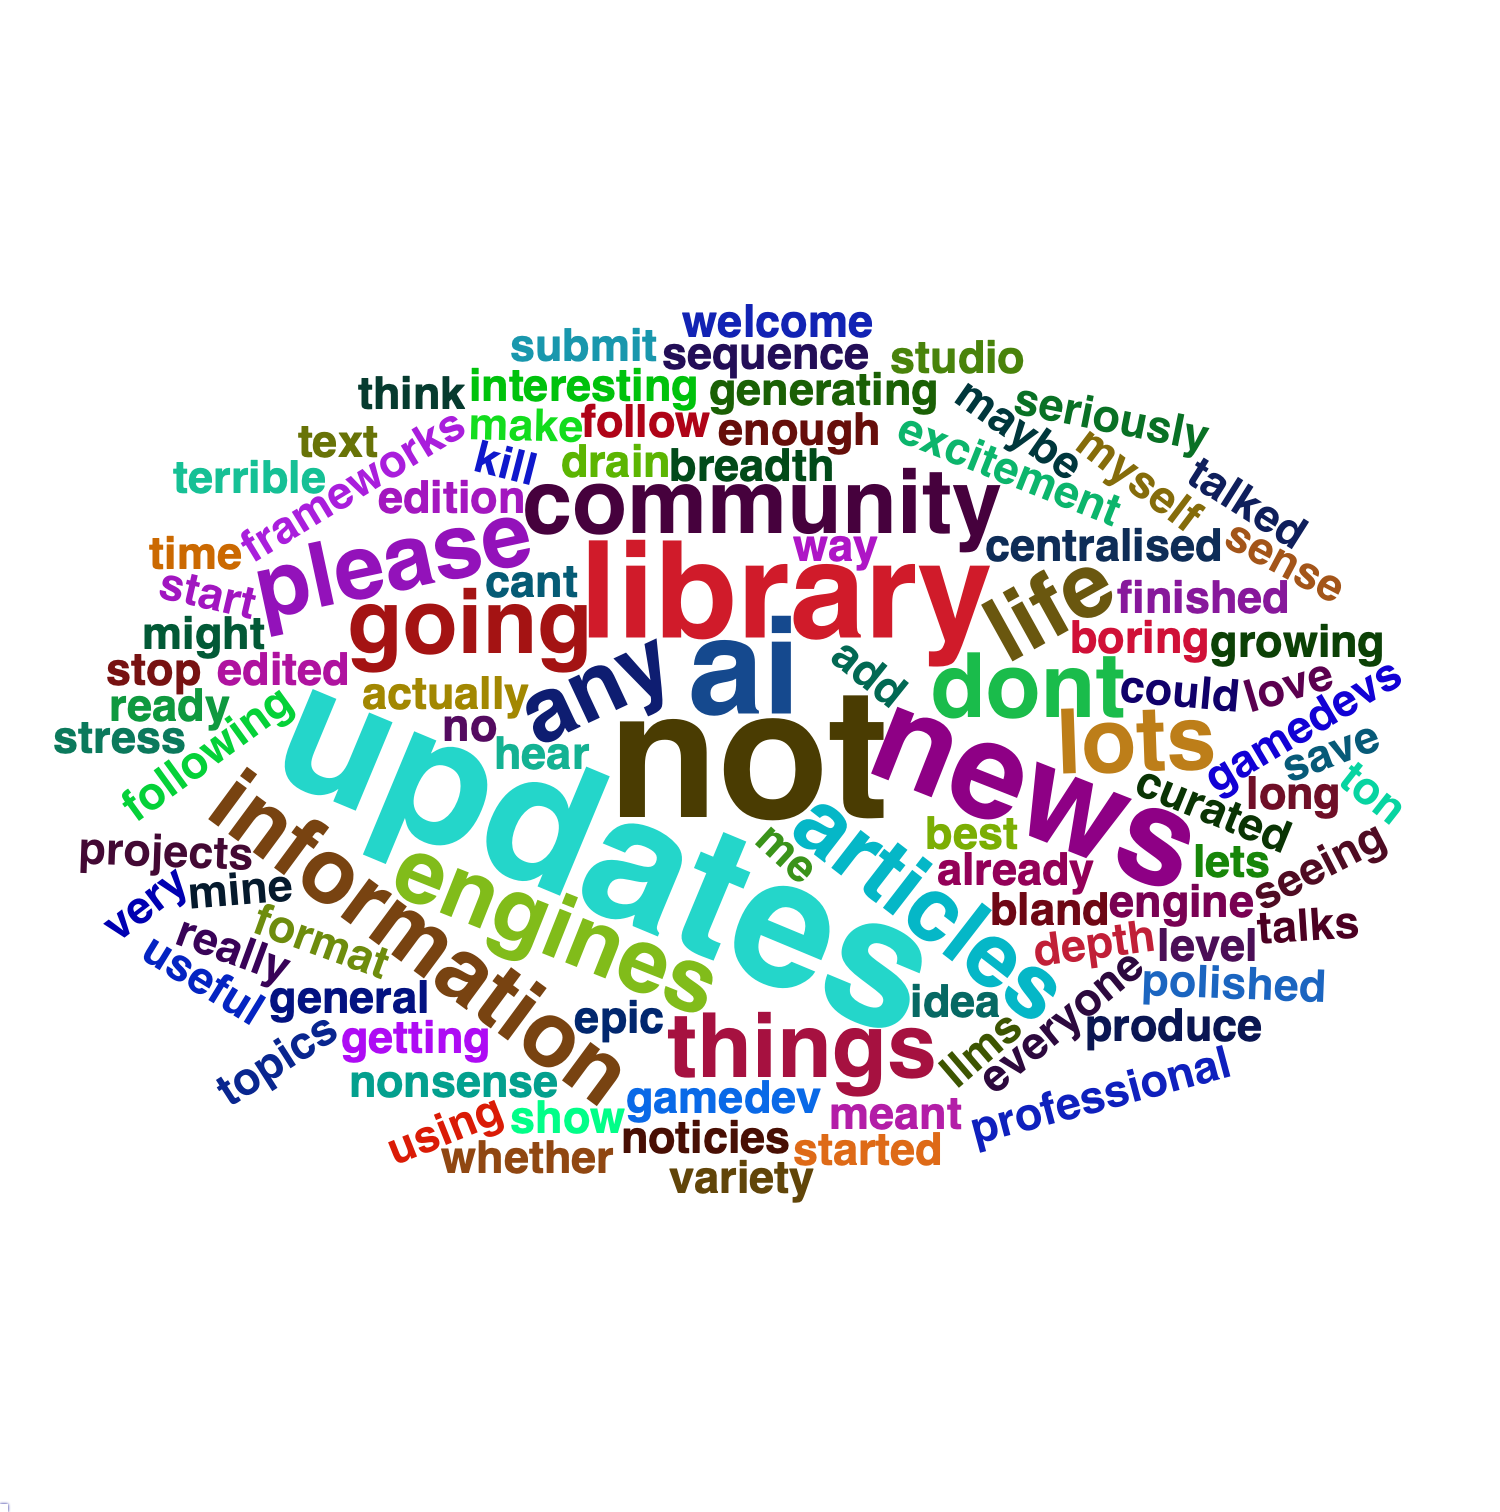 welcome
submit
sequence
studio
think
interesting
generating
maybe
seriously
text
frameworks
make
follow
enough
excitement
myself
talked
terrible
kill
drain
breadth
edition
community
time
please
way
centralised
sense
start
cant
library
life
finished
might
going
boring
growing
stop
edited
any
ai
add
dont
could
love
gamedevs
ready
actually
stress
following
no
hear
updates
not
news
lots
save
ton
curated
long
information
projects
me
articles
best
lets
seeing
very
mine
engines
already
bland
engine
talks
really
format
depth
level
useful
general
epic
idea
everyone
polished
topics
getting
things
llms
produce
nonsense
gamedev
meant
professional
using
show
noticies
started
whether
variety